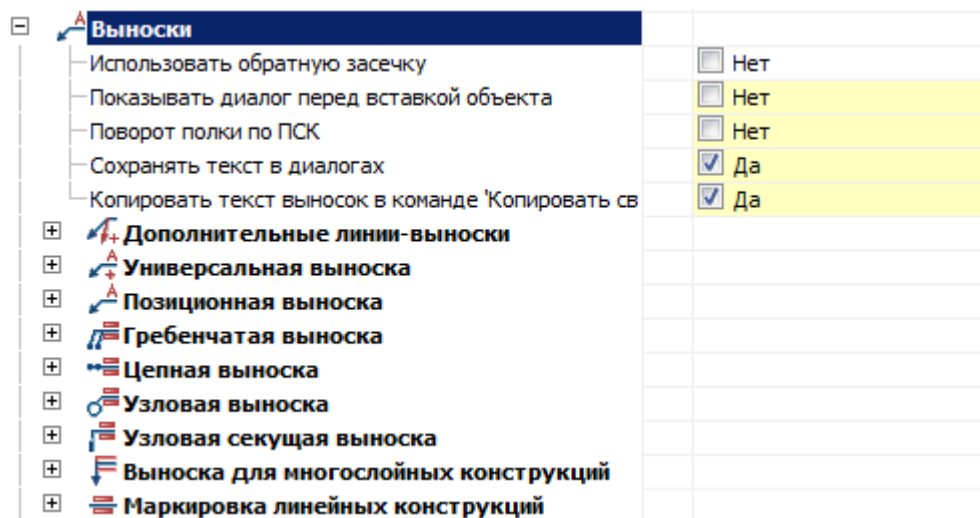 Выноски
Использовать обратную засечку Нет
Показывать диалог перед вставкой объекта Нет
Поворот полки по ПСК Нет
Сохранять текст в диалогах Да
Копировать текст выносок в команде 'Копировать св Да
Дополнительные линии-выноски
Универсальная выноска
Позиционная выноска
Гребенчатая выноска
Цепная выноска
Узловая выноска
Узловая секущая выноска
Выноска для многослойных конструкций
Маркировка линейных конструкций